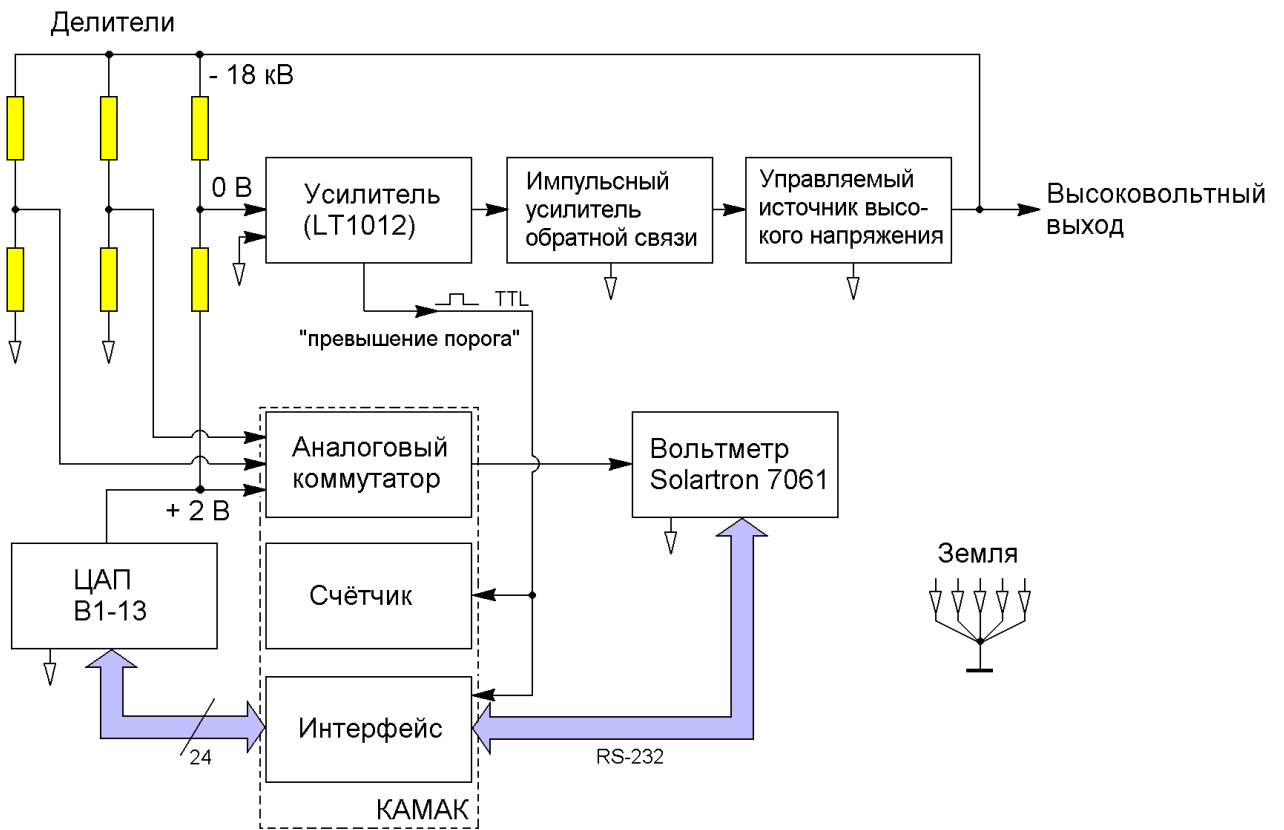 Делители
- 18 кВ
0 В
Усилитель
(LT1012)
Импульсный
усилитель
обратной связи
Управляемый
источник высо-
кого напряжения
Высоковольтный
выход
TTL
"превышение порога"
Аналоговый
коммутатор
Вольтметр
Solartron 7061
+ 2 В
ЦАП
В1-13
Счётчик
Земля
Интерфейс
24
RS-232
КАМАК